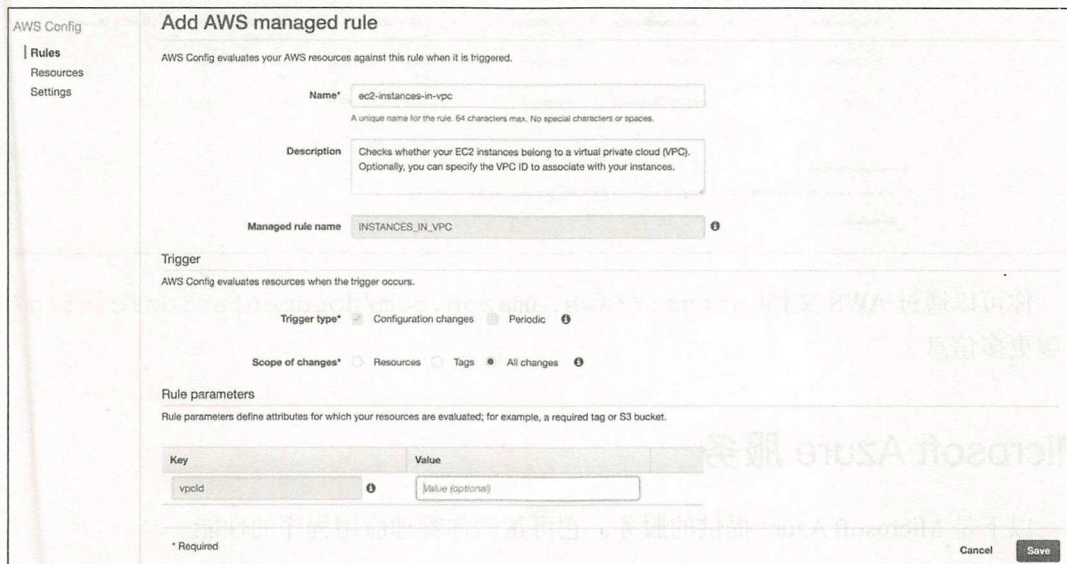 AWS Config
Rules
Resources
Settings
Add AWS managed rule
AWS Config evaluates your AWS resources against this rule when it is triggered.
Name* ec2-instances-in-vpc
A unique name for the rule. 64 characters max. No special characters or spaces.
Description Checks whether your EC2 instances belong to a virtual private cloud (VPC).
Optionally, you can specify the VPC ID to associate with your instances.
Managed rule name INSTANCES_IN_VPC
Trigger
AWS Config evaluates resources when the trigger occurs.
Trigger type* Configuration changes Periodic
Scope of changes* Resources Tags All changes
Rule parameters
Rule parameters define attributes for which your resources are evaluated; for example, a required tag or S3 bucket.
Key Value
vpcId Value (optional)
* Required
Cancel Save